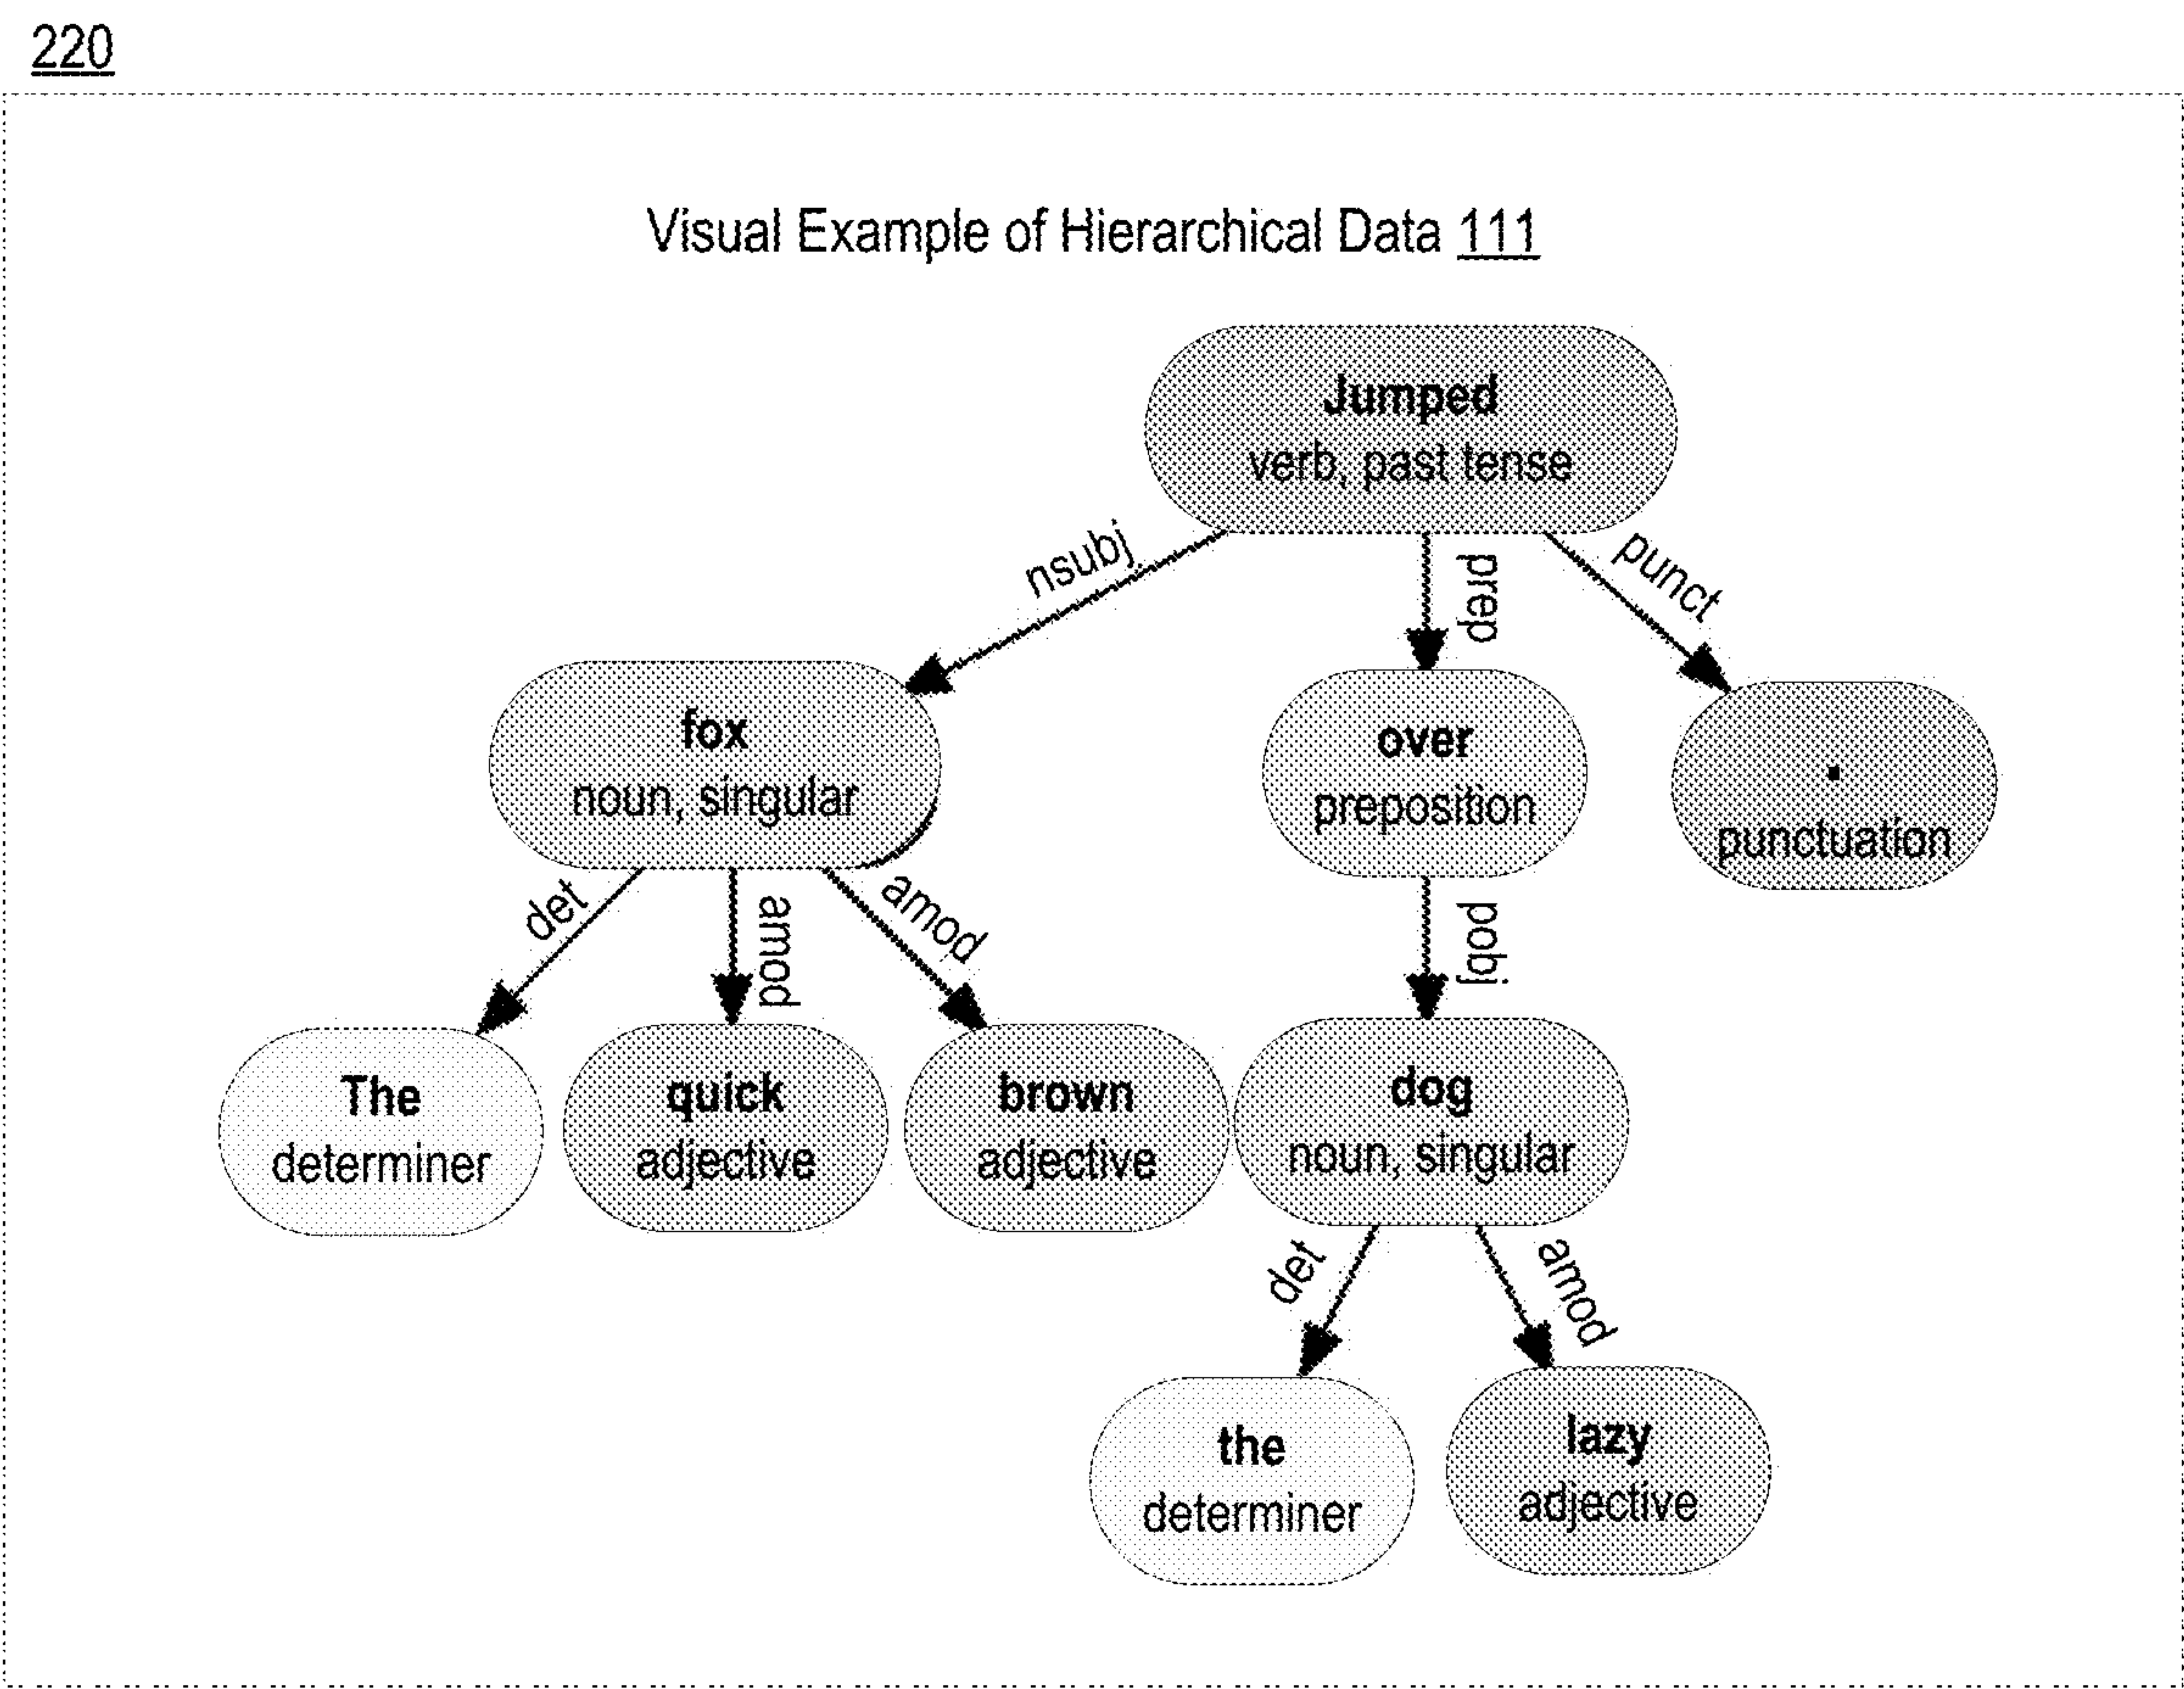 220
Visual Example of Hierarchical Data 111
Jumped
verb, past tense
nsubj
prep
punct
fox
noun, singular
over
preposition
.
punctuation
det
amod
amod
pobj
The
determiner
quick
adjective
brown
adjective
dog
noun, singular
det
amod
the
determiner
lazy
adjective